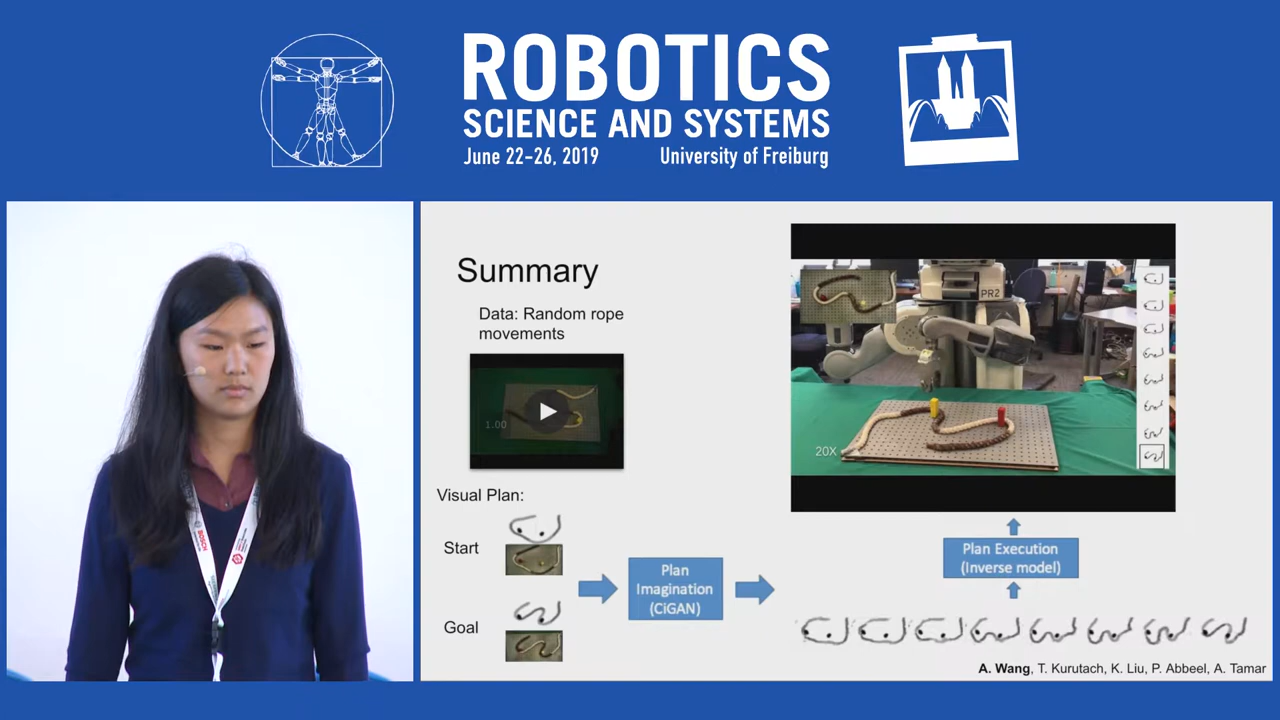 ROBOTICS
SCIENCE AND SYSTEMS
June 22-26, 2019 University of Freiburg
Summary
Data: Random rope
movements
1.00
PR2
20X
Visual Plan:
Start
Goal
Plan
Imagination
(CiGAN)
Plan Execution
(Inverse model)
A. Wang, T. Kurutach, K. Liu, P. Abbeel, A. Tamar
BOSCH